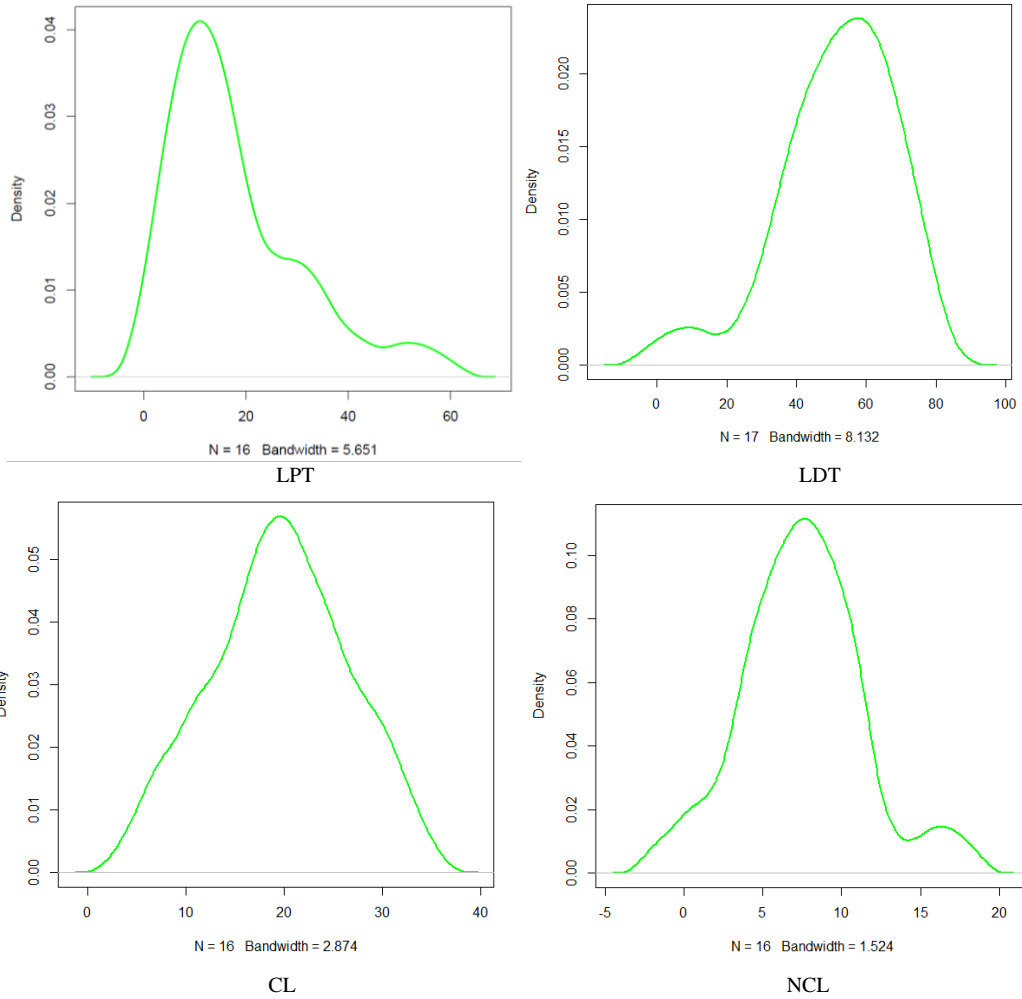 Density
0.04
0.03
0.02
0.01
0.00
0 20 40 60
N = 16 Bandwidth = 5.651
LPT
Density
0.020
0.015
0.010
0.005
0.000
0 20 40 60 80 100
N = 17 Bandwidth = 8.132
LDT
Density
0.05
0.04
0.03
0.02
0.01
0.00
0 10 20 30 40
N = 16 Bandwidth = 2.874
CL
Density
0.10
0.08
0.06
0.04
0.02
0.00
-5 0 5 10 15 20
N = 16 Bandwidth = 1.524
NCL